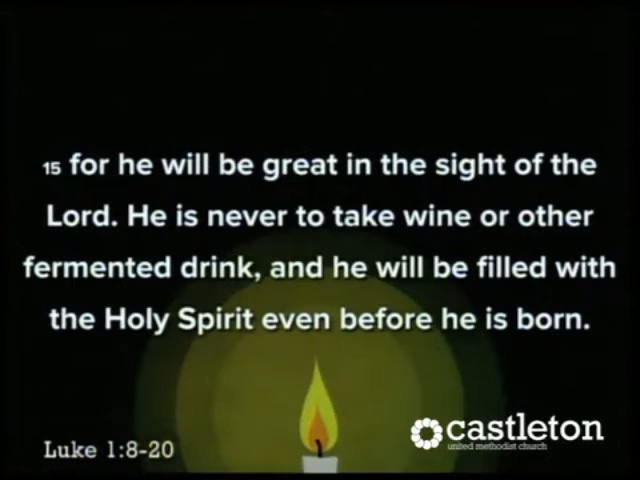 15 for he will be great in the sight of the
Lord. He is never to take wine or other
fermented drink, and he will be filled with
the Holy Spirit even before he is born.
Luke 1:8-20
castleton
united methodist church